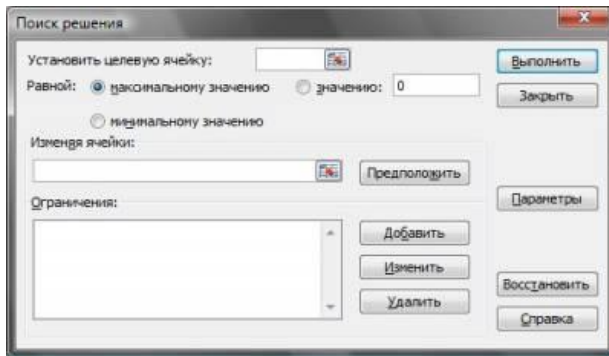 Поиск решения
Установить целевую ячейку:
Выполнить
Равной: максимальному значению значению: 0
Закрыть
минимальному значению
Изменяя ячейки:
Предположить
Ограничения:
Параметры
Добавить
Изменить
Восстановить
Удалить
Справка